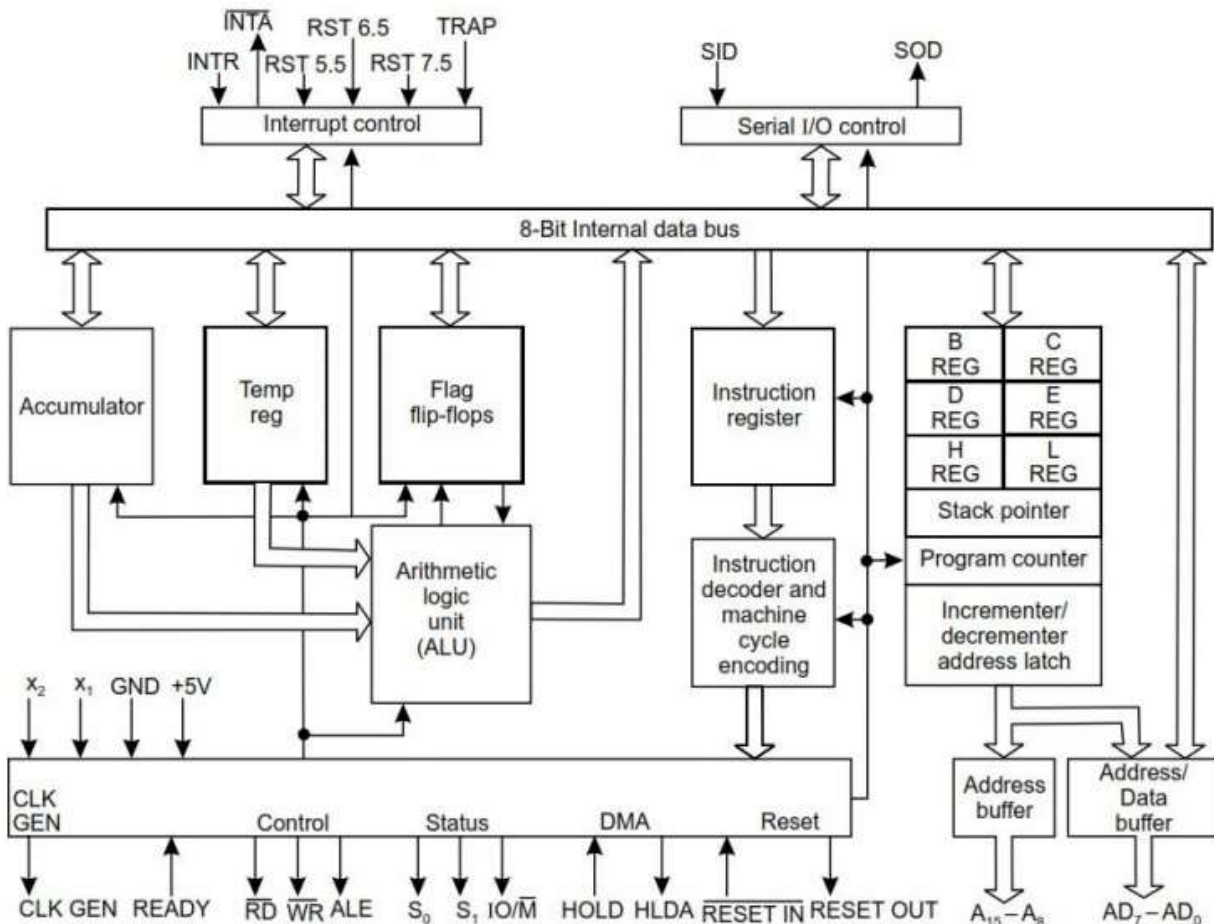 INTA
RST 6.5
TRAP
INTR
RST 5.5
RST 7.5
SID
SOD
Interrupt control
Serial I/O control
8-Bit Internal data bus
Accumulator
Temp
reg
Flag
flip-flops
Instruction
register
B
REG
C
REG
D
REG
E
REG
H
REG
L
REG
Stack pointer
Program counter
Incrementer/
decrementer
address latch
Arithmetic
logic
unit
(ALU)
Instruction
decoder and
machine
cycle
encoding
x₂
x₁
GND
+5V
CLK
GEN
Control
Status
DMA
Reset
Address
buffer
Address/
Data
buffer
CLK GEN
READY
RD
WR
ALE
S₀
S₁
IO/M
HOLD
HLDA
RESET IN
RESET OUT
A₁₅ – A₈
AD₇ – AD₀